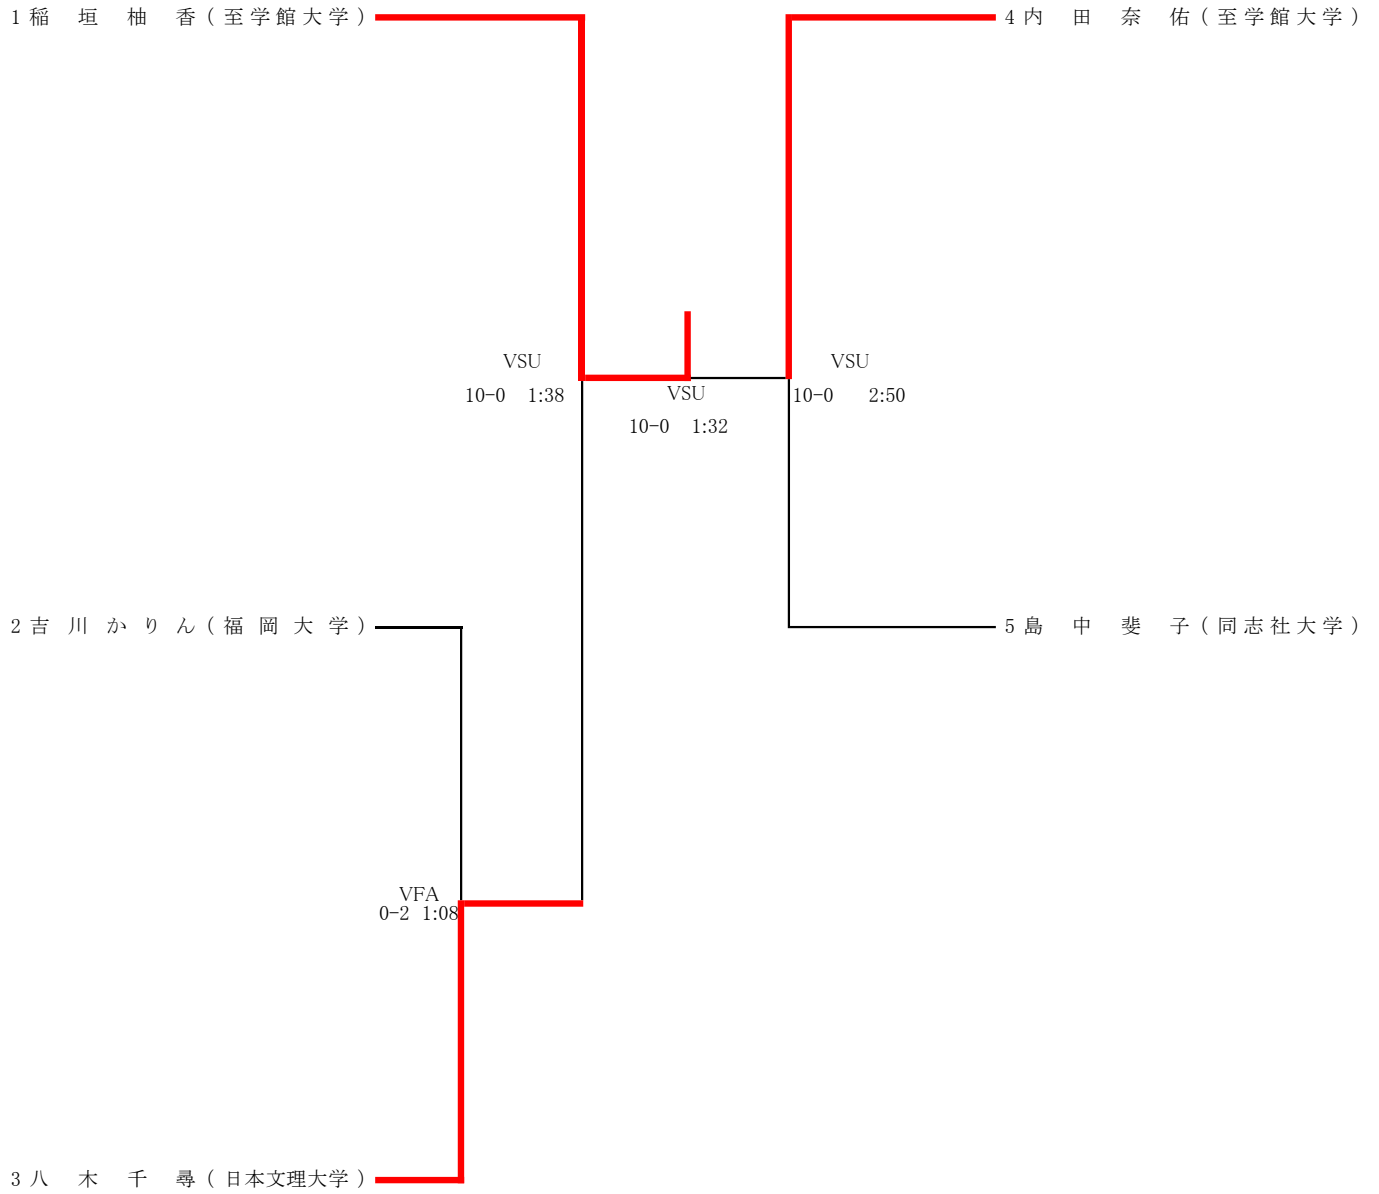 1 稲垣柚香(至学館大学)
4 内田奈佑(至学館大学)
VSU
10-0 1:38
VSU
10-0 1:32
VSU
10-0 2:50
2 吉川かりん(福岡大学)
5 島中斐子(同志社大学)
VFA
0-2 1:08
3 八木千尋(日本文理大学)